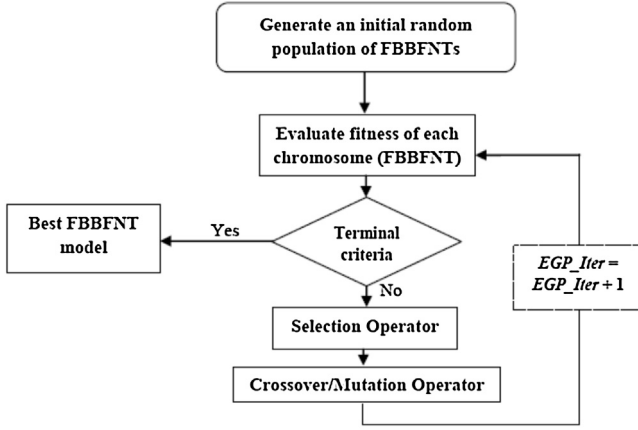 Generate an initial random
population of FBBFNTs
Evaluate fitness of each
chromosome (FBBFNT)
Terminal
criteria
Yes
Best FBBFNT
model
No
Selection Operator
Crossover/Mutation Operator
EGP_Iter =
EGP_Iter + 1